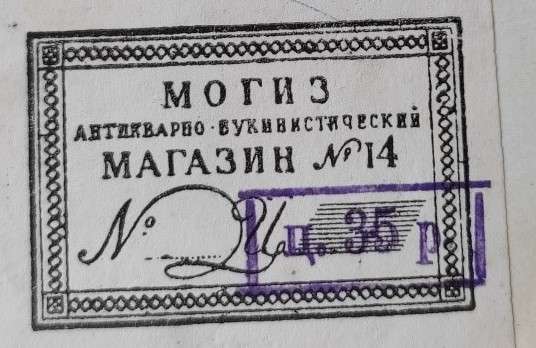 МОГИЗ
АНТИКВАРНО-БУКИНИСТИЧЕСКИЙ
МАГАЗИН № 14
№ Ц.
ц. 35 р.